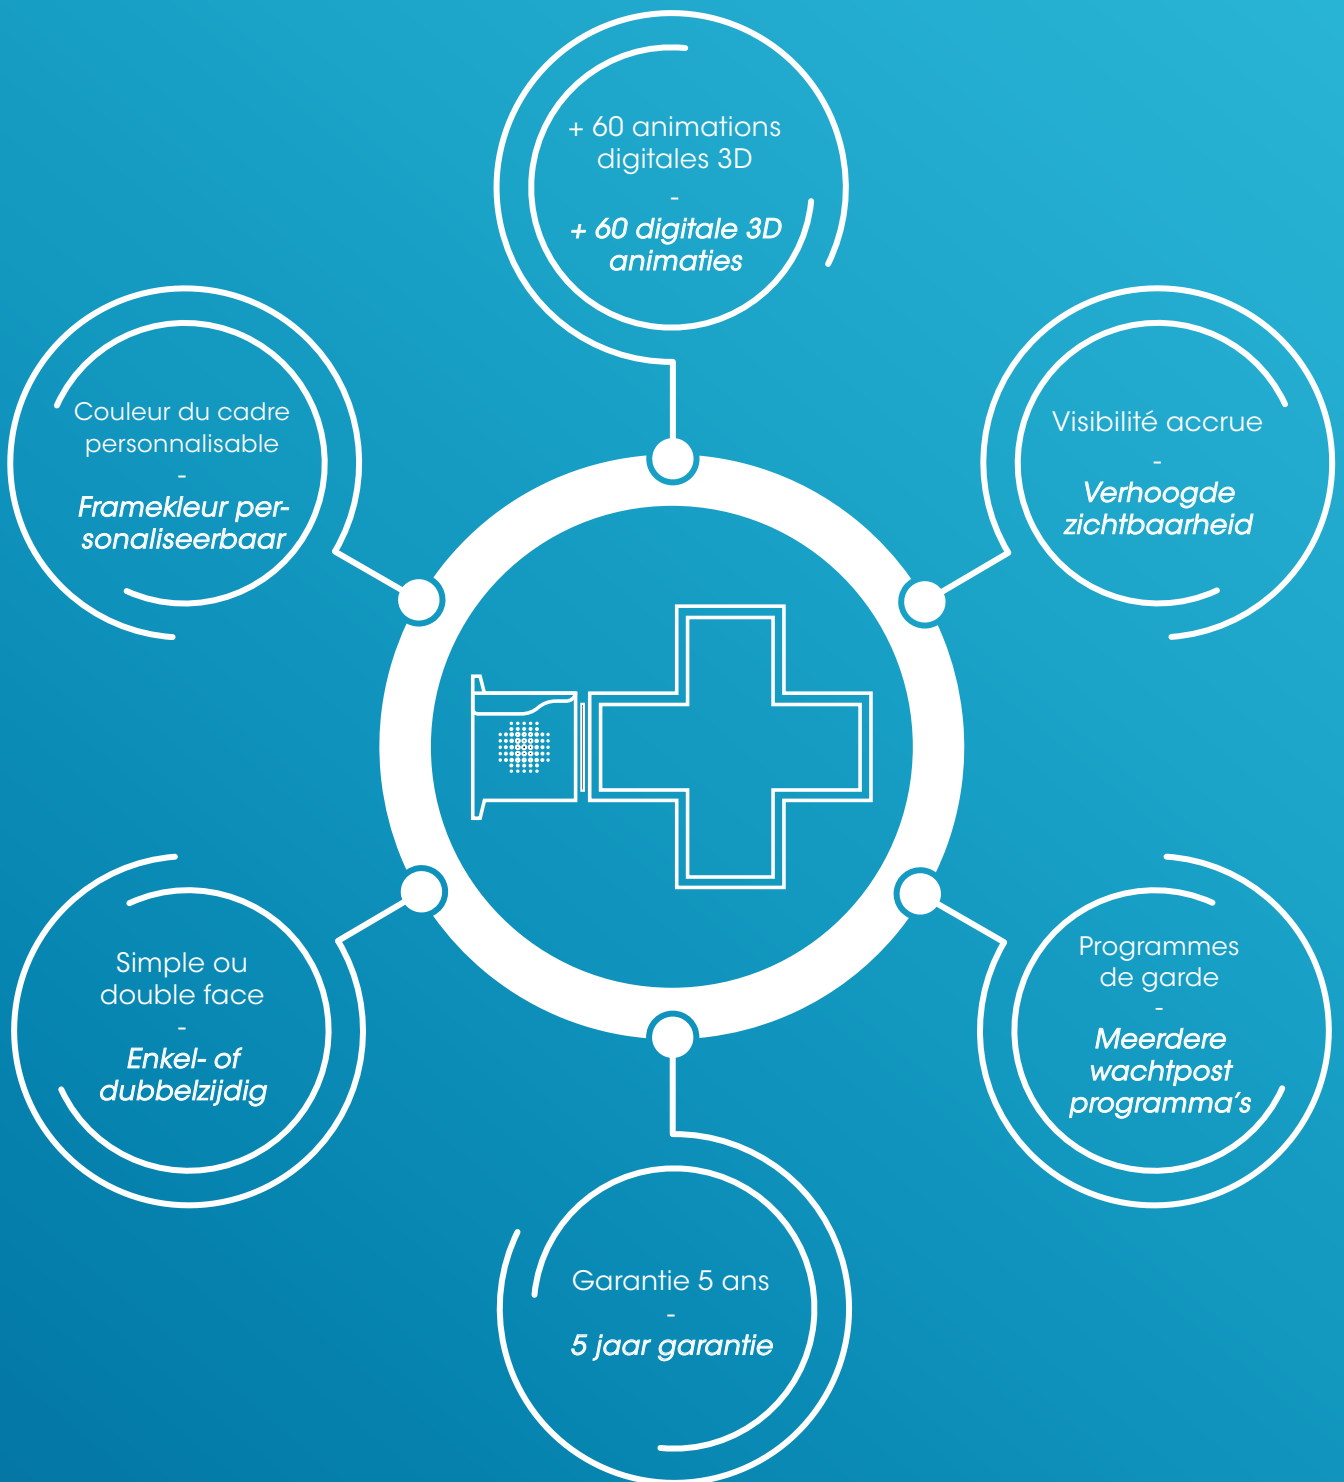 + 60 animations
digitales 3D
-
+ 60 digitale 3D
animaties
Couleur du cadre
personnalisable
-
Framekleur per-
sonaliseerbaar
Visibilité accrue
-
Verhoogde
zichtbaarheid
Simple ou
double face
-
Enkel- of
dubbelzijdig
Programmes
de garde
-
Meerdere
wachtpost
programma’s
Garantie 5 ans
-
5 jaar garantie